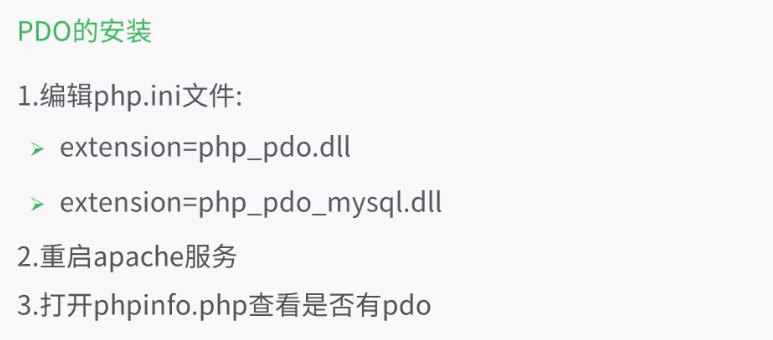 PDO的安装
1.编辑php.ini文件:
➢ extension=php_pdo.dll
➢ extension=php_pdo_mysql.dll
2.重启apache服务
3.打开phpinfo.php查看是否有pdo